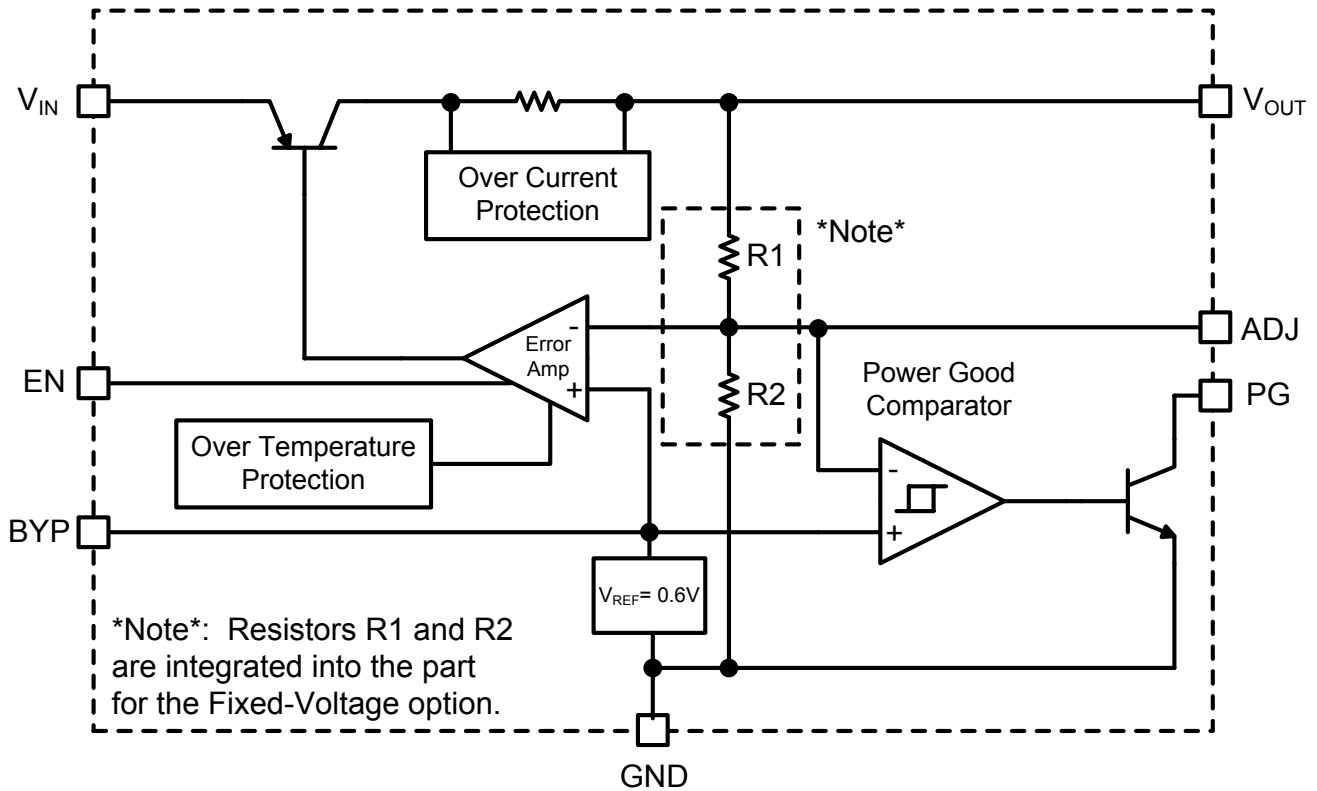 V_IN
V_OUT
Over Current
Protection
*Note*
R1
ADJ
-
Error
Amp
+
EN
R2
Power Good
Comparator
PG
Over Temperature
Protection
-
+
BYP
V_REF= 0.6V
*Note*: Resistors R1 and R2
are integrated into the part
for the Fixed-Voltage option.
GND